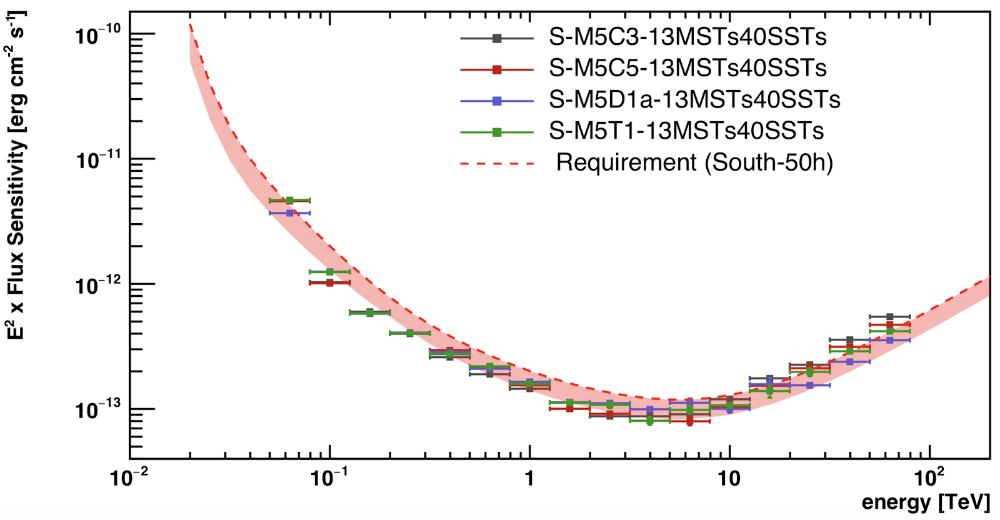 E² x Flux Sensitivity [erg cm⁻² s⁻¹]
10⁻¹⁰
10⁻¹¹
10⁻¹²
10⁻¹³
S-M5C3-13MSTs40SSTs
S-M5C5-13MSTs40SSTs
S-M5D1a-13MSTs40SSTs
S-M5T1-13MSTs40SSTs
Requirement (South-50h)
10⁻² 10⁻¹ 1 10 10²
energy [TeV]